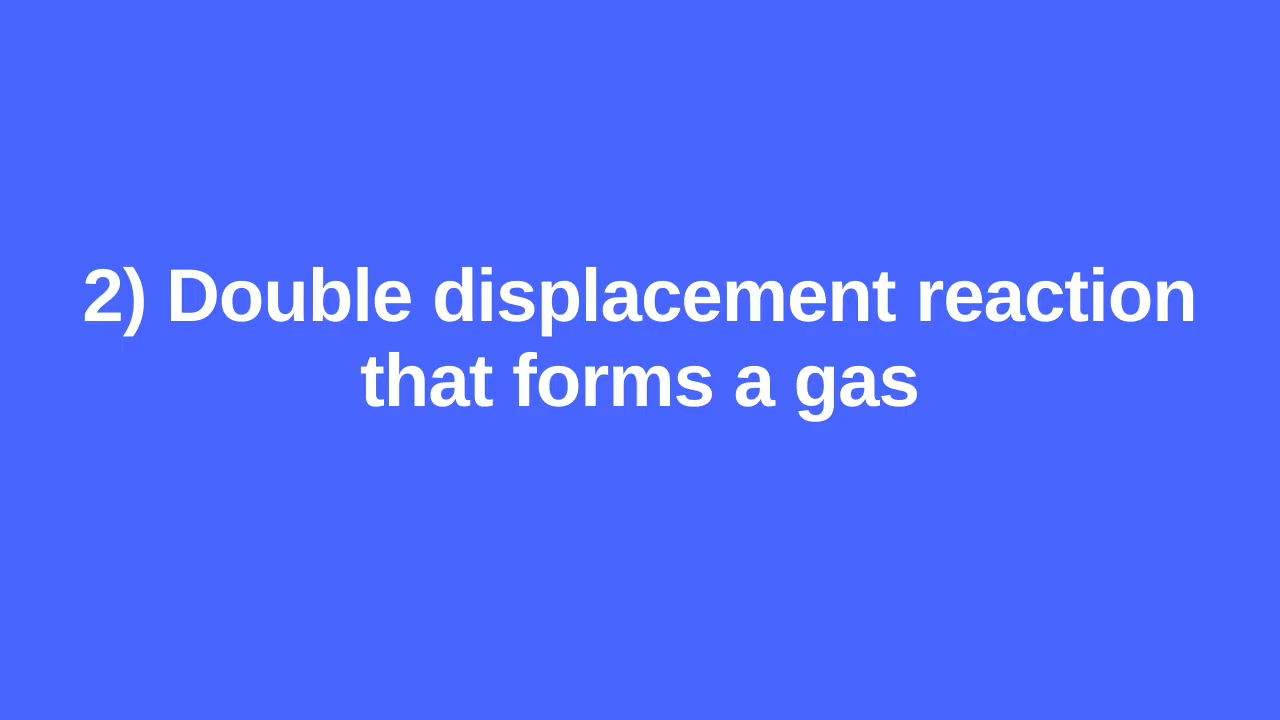 2) Double displacement reaction
that forms a gas